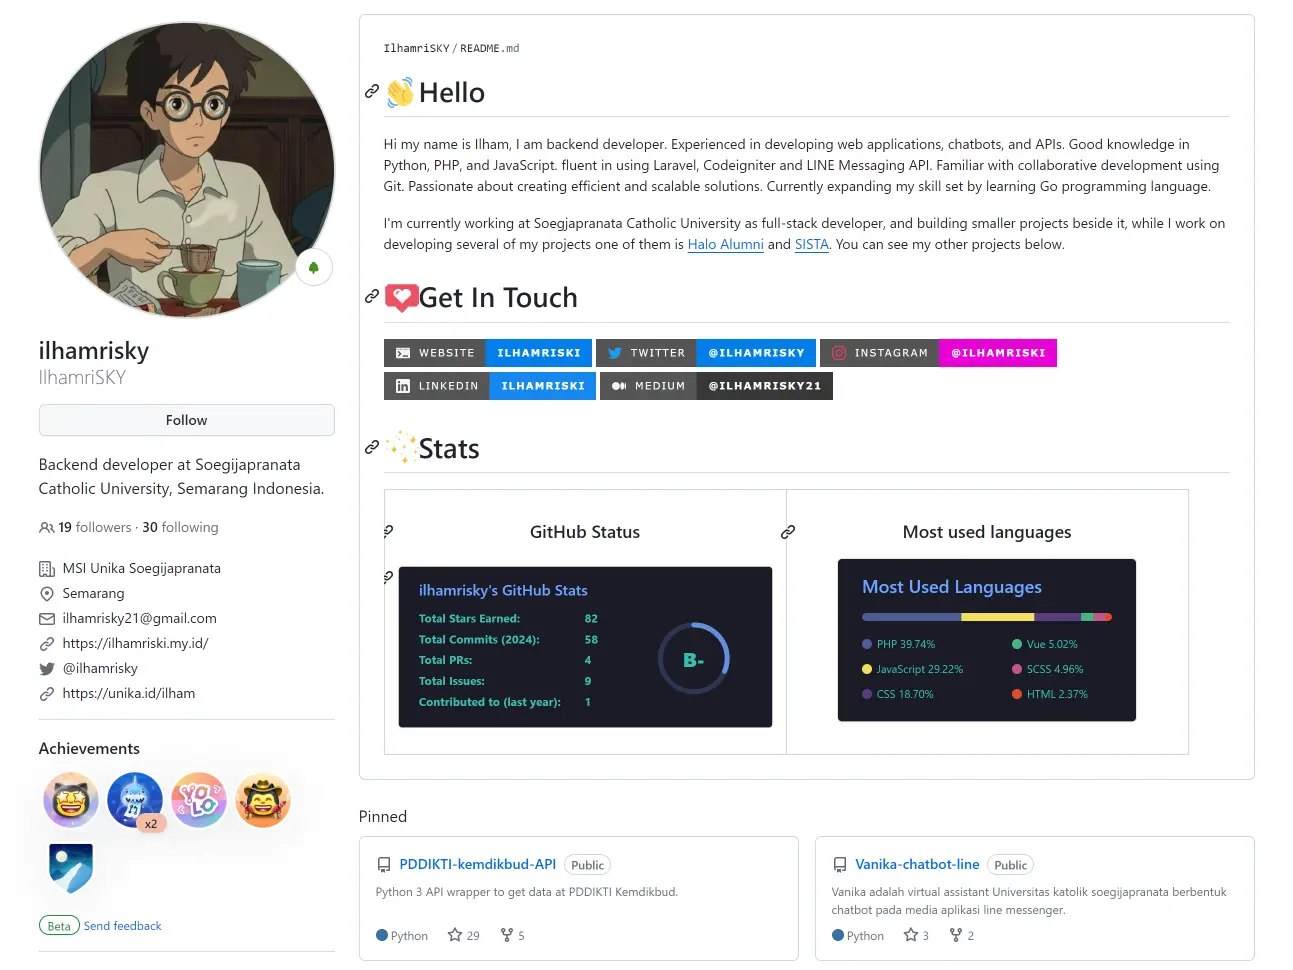 IlhamriSKY / README.md
👋 Hello
Hi my name is Ilham, I am backend developer. Experienced in developing web applications, chatbots, and APIs. Good knowledge in
Python, PHP, and JavaScript. fluent in using Laravel, Codeigniter and LINE Messaging API. Familiar with collaborative development using
Git. Passionate about creating efficient and scalable solutions. Currently expanding my skill set by learning Go programming language.
I'm currently working at Soegjapranata Catholic University as full-stack developer, and building smaller projects beside it, while I work on
developing several of my projects one of them is Halo Alumni and SISTA. You can see my other projects below.
💌 Get In Touch
WEBSITE ILHAMRISKI TWITTER @ILHAMRISKY INSTAGRAM @ILHAMRISKI
LINKEDIN ILHAMRISKI MEDIUM @ILHAMRISKY21
✨ Stats
GitHub Status
ilhamrisky's GitHub Stats
Total Stars Earned: 82
Total Commits (2024): 58
Total PRs: 4
Total Issues: 9
Contributed to (last year): 1
B-
Most used languages
Most Used Languages
PHP 39.74% Vue 5.02%
JavaScript 29.22% SCSS 4.96%
CSS 18.70% HTML 2.37%
ilhamrisky
IlhamriSKY
Follow
Backend developer at Soegijapranata
Catholic University, Semarang Indonesia.
19 followers · 30 following
MSI Unika Soegijapranata
Semarang
ilhamrisky21@gmail.com
https://ilhamriski.my.id/
@ilhamrisky
https://unika.id/ilham
Achievements
YOLO
x2
Beta Send feedback
Pinned
PDDIKTI-kemdikbud-API Public
Python 3 API wrapper to get data at PDDIKTI Kemdikbud.
Python 29 5
Vanika-chatbot-line Public
Vanika adalah virtual assistant Universitas katolik soegijapranata berbentuk
chatbot pada media aplikasi line messenger.
Python 3 2